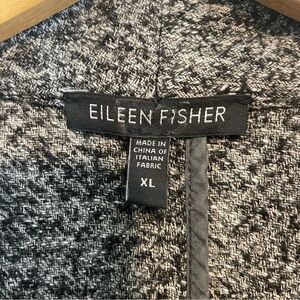 EILEEN FISHER
MADE IN
CHINA OF
ITALIAN
FABRIC
XL